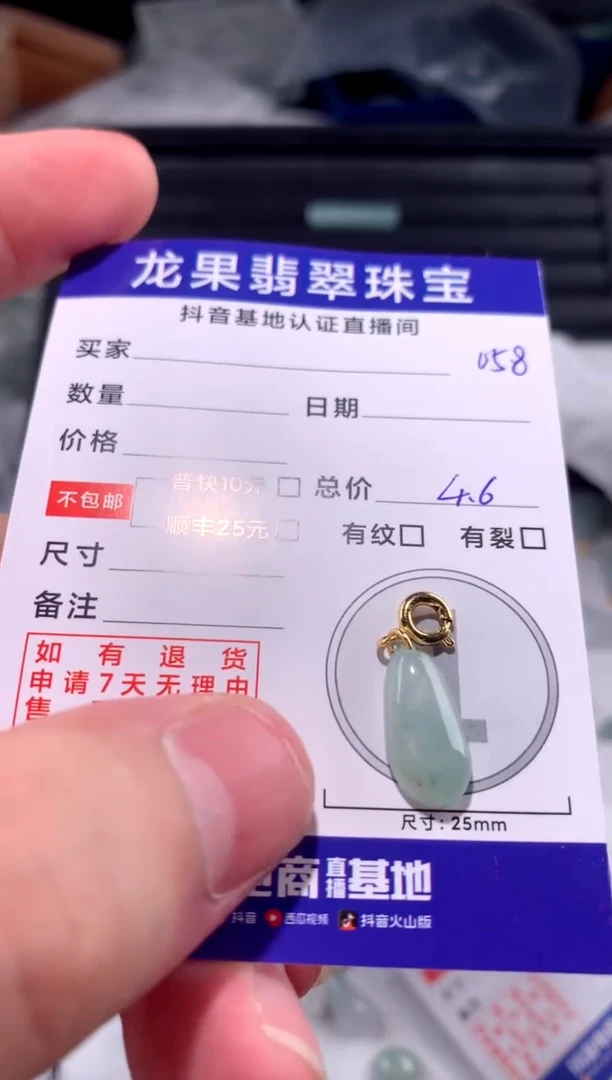 龙果翡翠珠宝
抖音基地认证直播间
买家 058
数量 日期
价格
不包邮 普快10元 总价 4.6
顺丰25元 有纹 有裂
尺寸
备注
如有退货
申请7天无理由
售
尺寸：25mm
电商直播基地
抖音 西瓜视频 抖音火山版